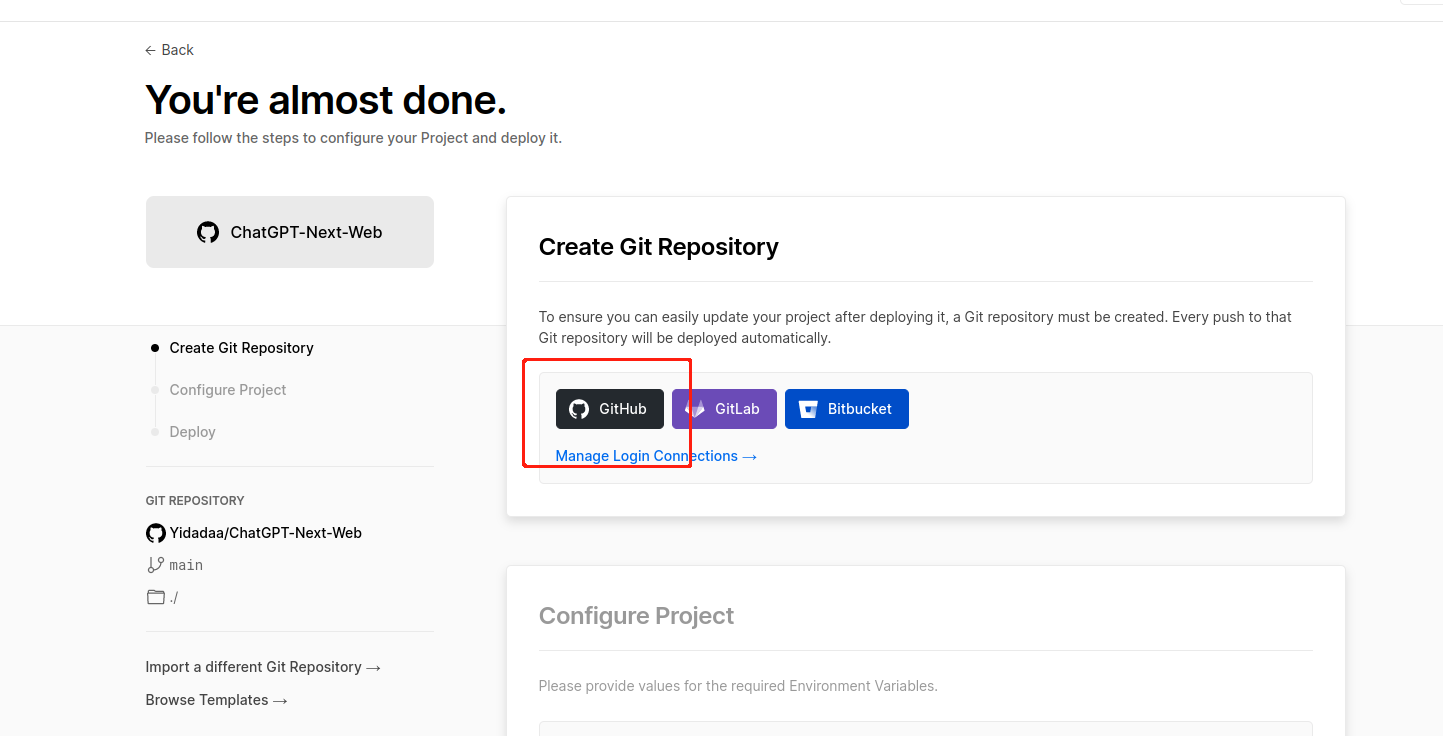 ← Back
You're almost done.
Please follow the steps to configure your Project and deploy it.
ChatGPT-Next-Web
Create Git Repository
Configure Project
Deploy
GIT REPOSITORY
Yidadaa/ChatGPT-Next-Web
main
./
Import a different Git Repository →
Browse Templates →
Create Git Repository
To ensure you can easily update your project after deploying it, a Git repository must be created. Every push to that
Git repository will be deployed automatically.
GitHub GitLab Bitbucket
Manage Login Connections →
Configure Project
Please provide values for the required Environment Variables.